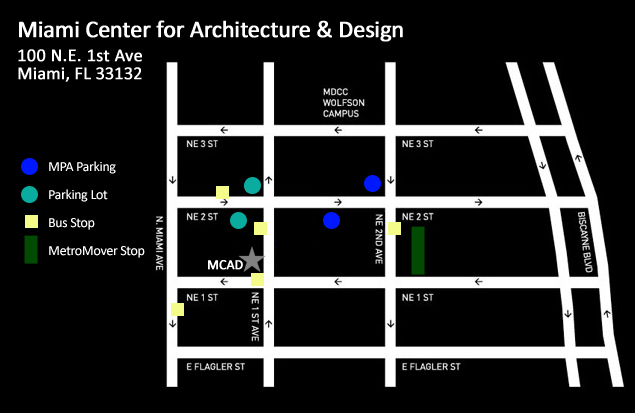 Miami Center for Architecture & Design
100 N.E. 1st Ave
Miami, FL 33132
MDCC
WOLFSON
CAMPUS
NE 3 ST
NE 3 ST
MPA Parking
Parking Lot
Bus Stop
MetroMover Stop
NE 2 ST
NE 2 ST
N. MIAMI AVE
NE 2ND AVE
BISCAYNE BLVD
MCAD
NE 1 ST
NE 1 ST AVE
NE 1 ST
E FLAGLER ST
E FLAGLER ST